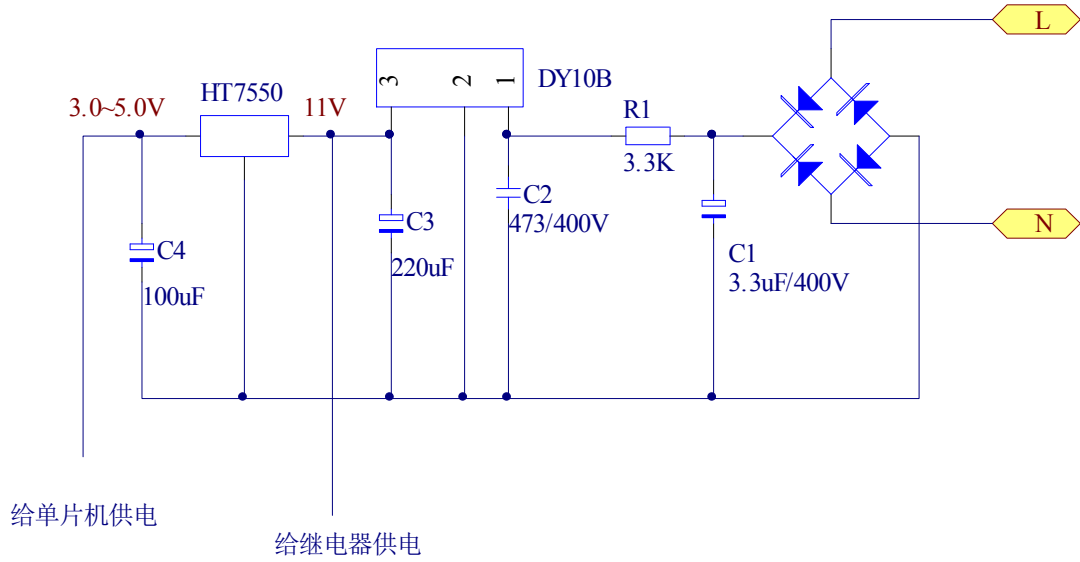 L
3
2
1
DY10B
HT7550
3.0~5.0V
11V
R1
3.3K
C2
473/400V
C3
220uF
C4
100uF
C1
3.3uF/400V
N
给单片机供电
给继电器供电